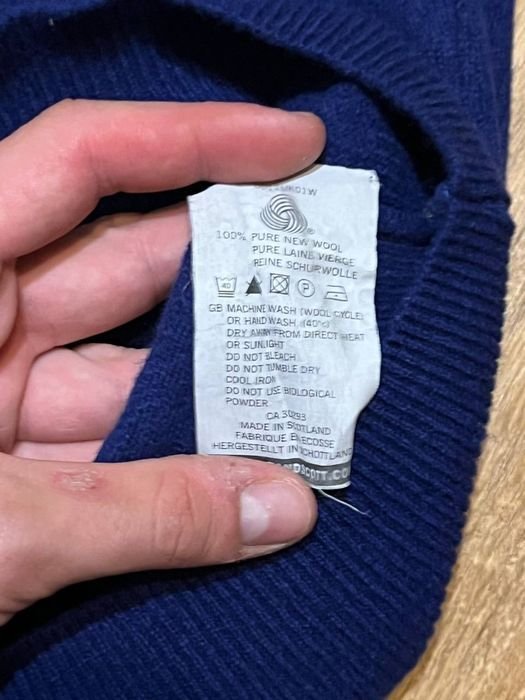 100% PURE NEW WOOL
PURE LAINE VIERGE
REINE SCHURWOLLE
40 P
GB MACHINE WASH (WOOL CYCLE)
OR HAND WASH, (40°c)
DRY AWAY FROM DIRECT HEAT
OR SUNLIGHT
DO NOT BLEACH
DO NOT TUMBLE DRY
COOL IRON
DO NOT USE BIOLOGICAL
POWDER
CA 30293
MADE IN SCOTLAND
FABRIQUE EN ECOSSE
HERGESTELLT IN SCHOTTLAND